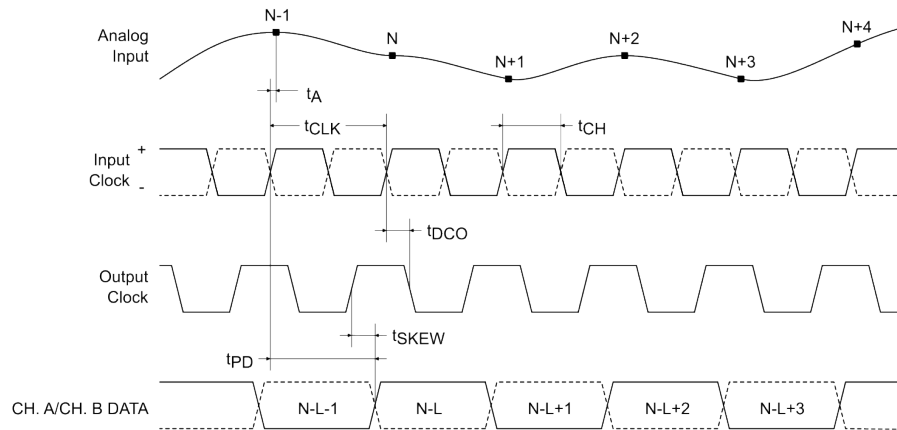 N-1
Analog
Input
N
N+1
N+2
N+3
N+4
tA
tCLK
tCH
Input
Clock
+
-
tDCO
Output
Clock
tSKEW
tPD
CH. A/CH. B DATA
N-L-1
N-L
N-L+1
N-L+2
N-L+3